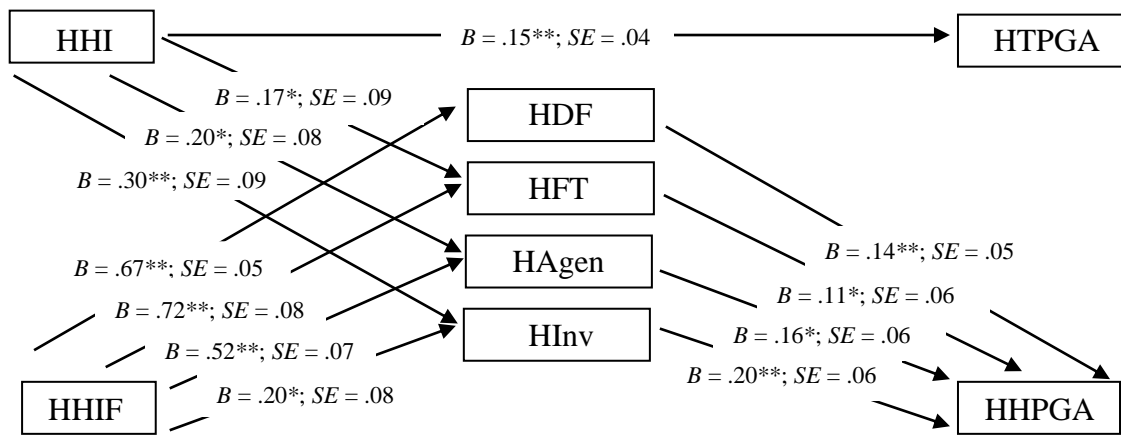 HHI
B = .15**; SE = .04
HTPGA
B = .17*; SE = .09
HDF
B = .20*; SE = .08
B = .30**; SE = .09
HFT
HAgen
B = .14**; SE = .05
B = .67**; SE = .05
B = .11*; SE = .06
B = .72**; SE = .08
HInv
B = .16*; SE = .06
B = .52**; SE = .07
B = .20**; SE = .06
B = .20*; SE = .08
HHIF
HHPGA